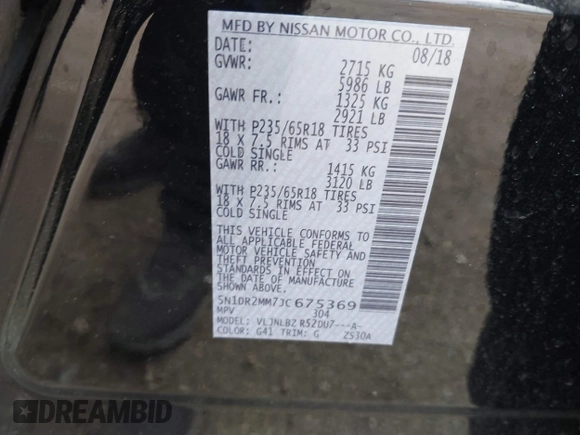 MFD BY NISSAN MOTOR CO., LTD.
DATE: 08/18
GVWR: 2715 KG
5986 LB
GAWR FR.: 1325 KG
2921 LB
WITH P235/65R18 TIRES
18 X 7.5 RIMS AT 33 PSI
COLD SINGLE
GAWR RR.: 1415 KG
3120 LB
WITH P235/65R18 TIRES
18 X 7.5 RIMS AT 33 PSI
COLD SINGLE
THIS VEHICLE CONFORMS TO
ALL APPLICABLE FEDERAL
MOTOR VEHICLE SAFETY AND
THEFT PREVENTION
STANDARDS IN EFFECT ON
THE DATE OF MANUFACTURE
SHOWN ABOVE
5N1DR2MM7JC675369
MPV 304
MODEL: VLJNLBZ R52DU7---A-
COLOR: G41 TRIM: G ZS30A
DREAMBID